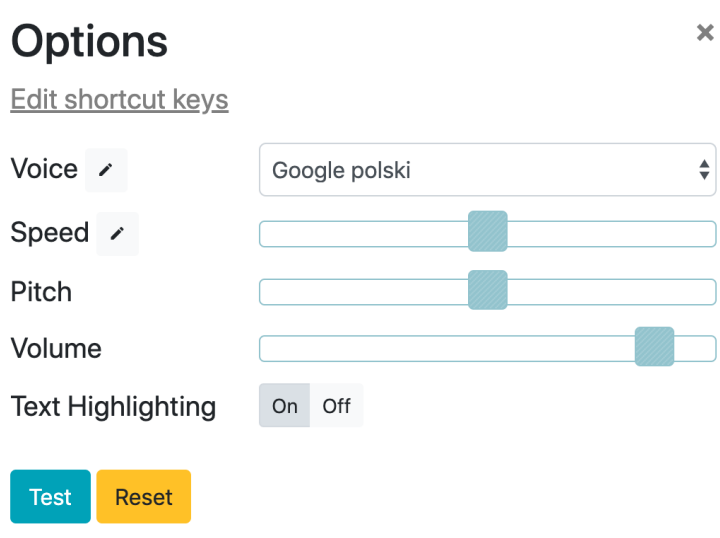 Options
Edit shortcut keys
Voice
Google polski
Speed
Pitch
Volume
Text Highlighting
On
Off
Test
Reset